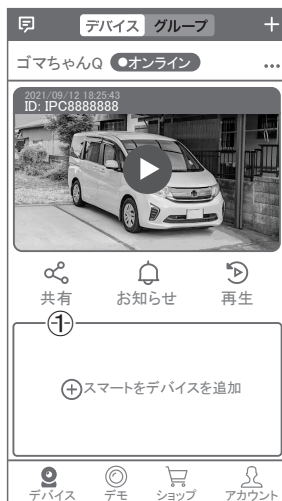 デバイス グループ +
ゴマちゃんQ ●オンライン ...
2021/09/12 18:25:43
ID: IPC8888888
共有 お知らせ 再生
①
⊕スマートをデバイスを追加
デバイス デモ ショップ アカウント